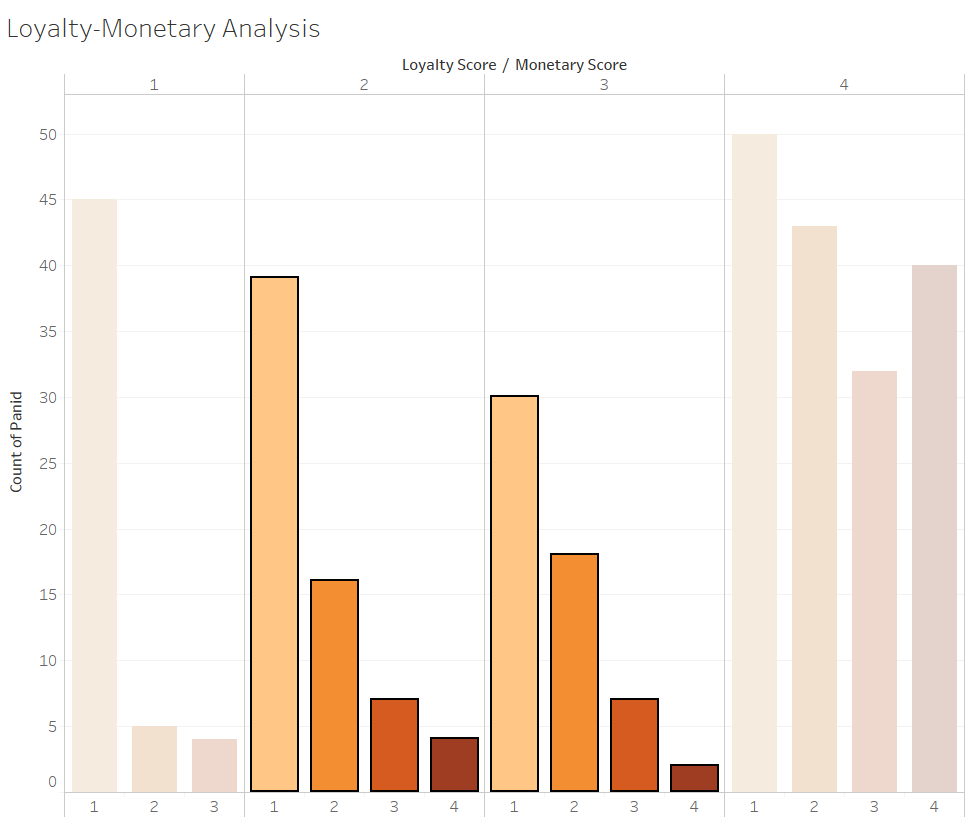 Loyalty-Monetary Analysis
Loyalty Score / Monetary Score
1 2 3 4
50
45
40
35
30
25
20
15
10
5
0
Count of Panid
1 2 3 1 2 3 4 1 2 3 4 1 2 3 4